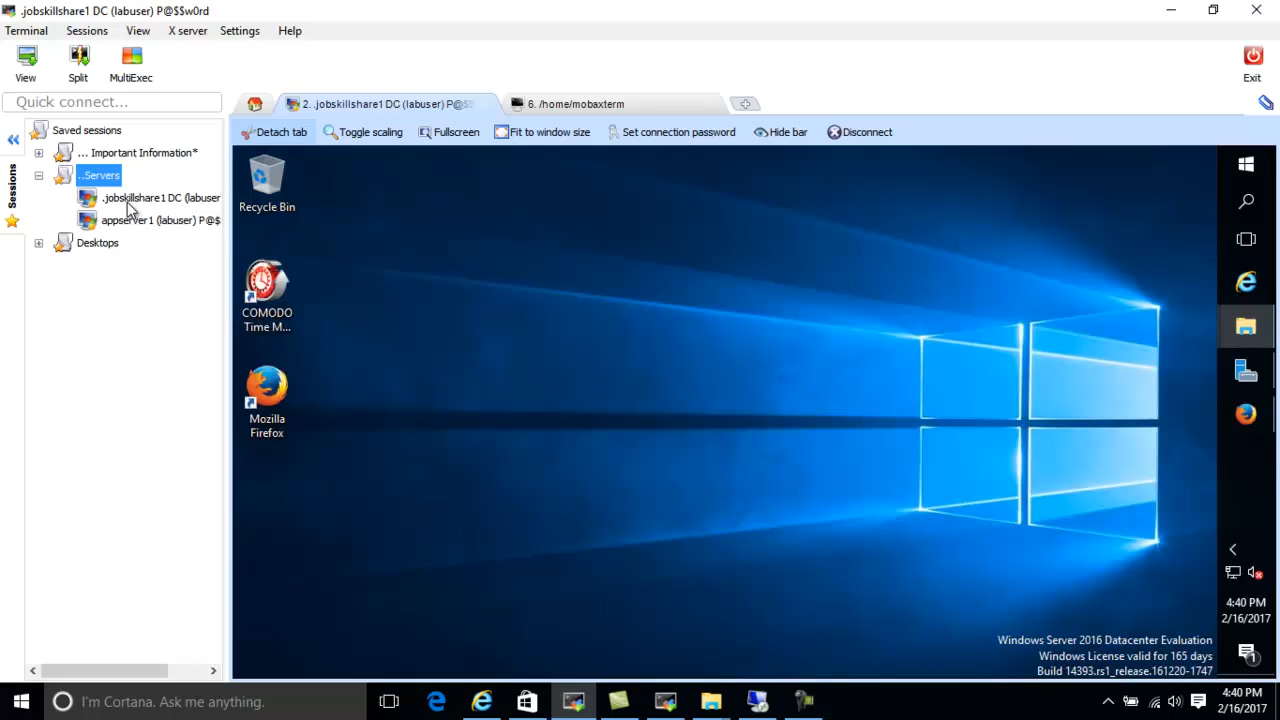 .jobskillshare1 DC (labuser) P@$$w0rd
Terminal Sessions View X server Settings Help
View Split MultiExec Exit
Quick connect...
2. .jobskillshare1 DC (labuser) P@$$
6. /home/mobaxterm
Detach tab Toggle scaling Fullscreen Fit to window size Set connection password Hide bar Disconnect
Sessions
Saved sessions
... Important Information*
..Servers
.jobskillshare1 DC (labuser
appserver1 (labuser) P@$
Desktops
Recycle Bin
COMODO
Time M...
Mozilla
Firefox
4:40 PM
2/16/2017
1
Windows Server 2016 Datacenter Evaluation
Windows License valid for 165 days
Build 14393.rs1_release.161220-1747
I'm Cortana. Ask me anything.
4:40 PM
2/16/2017